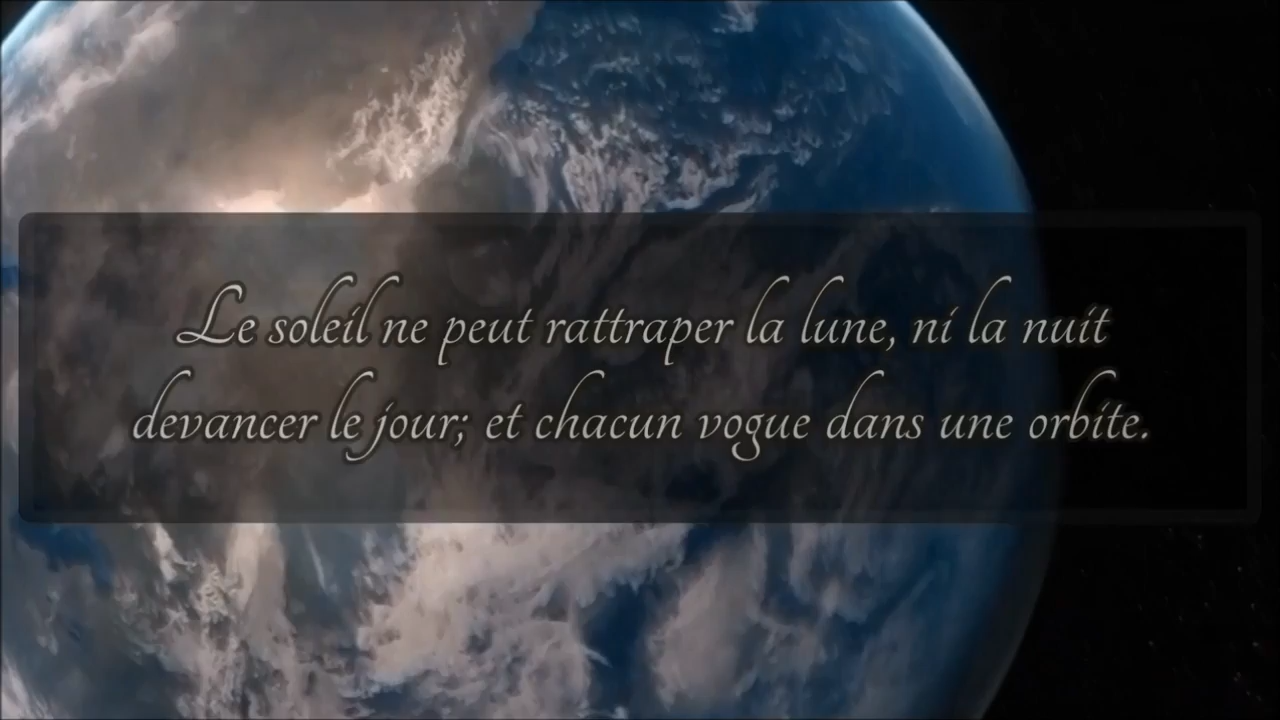 Le soleil ne peut rattraper la lune, ni la nuit
devancer le jour; et chacun vogue dans une orbite.